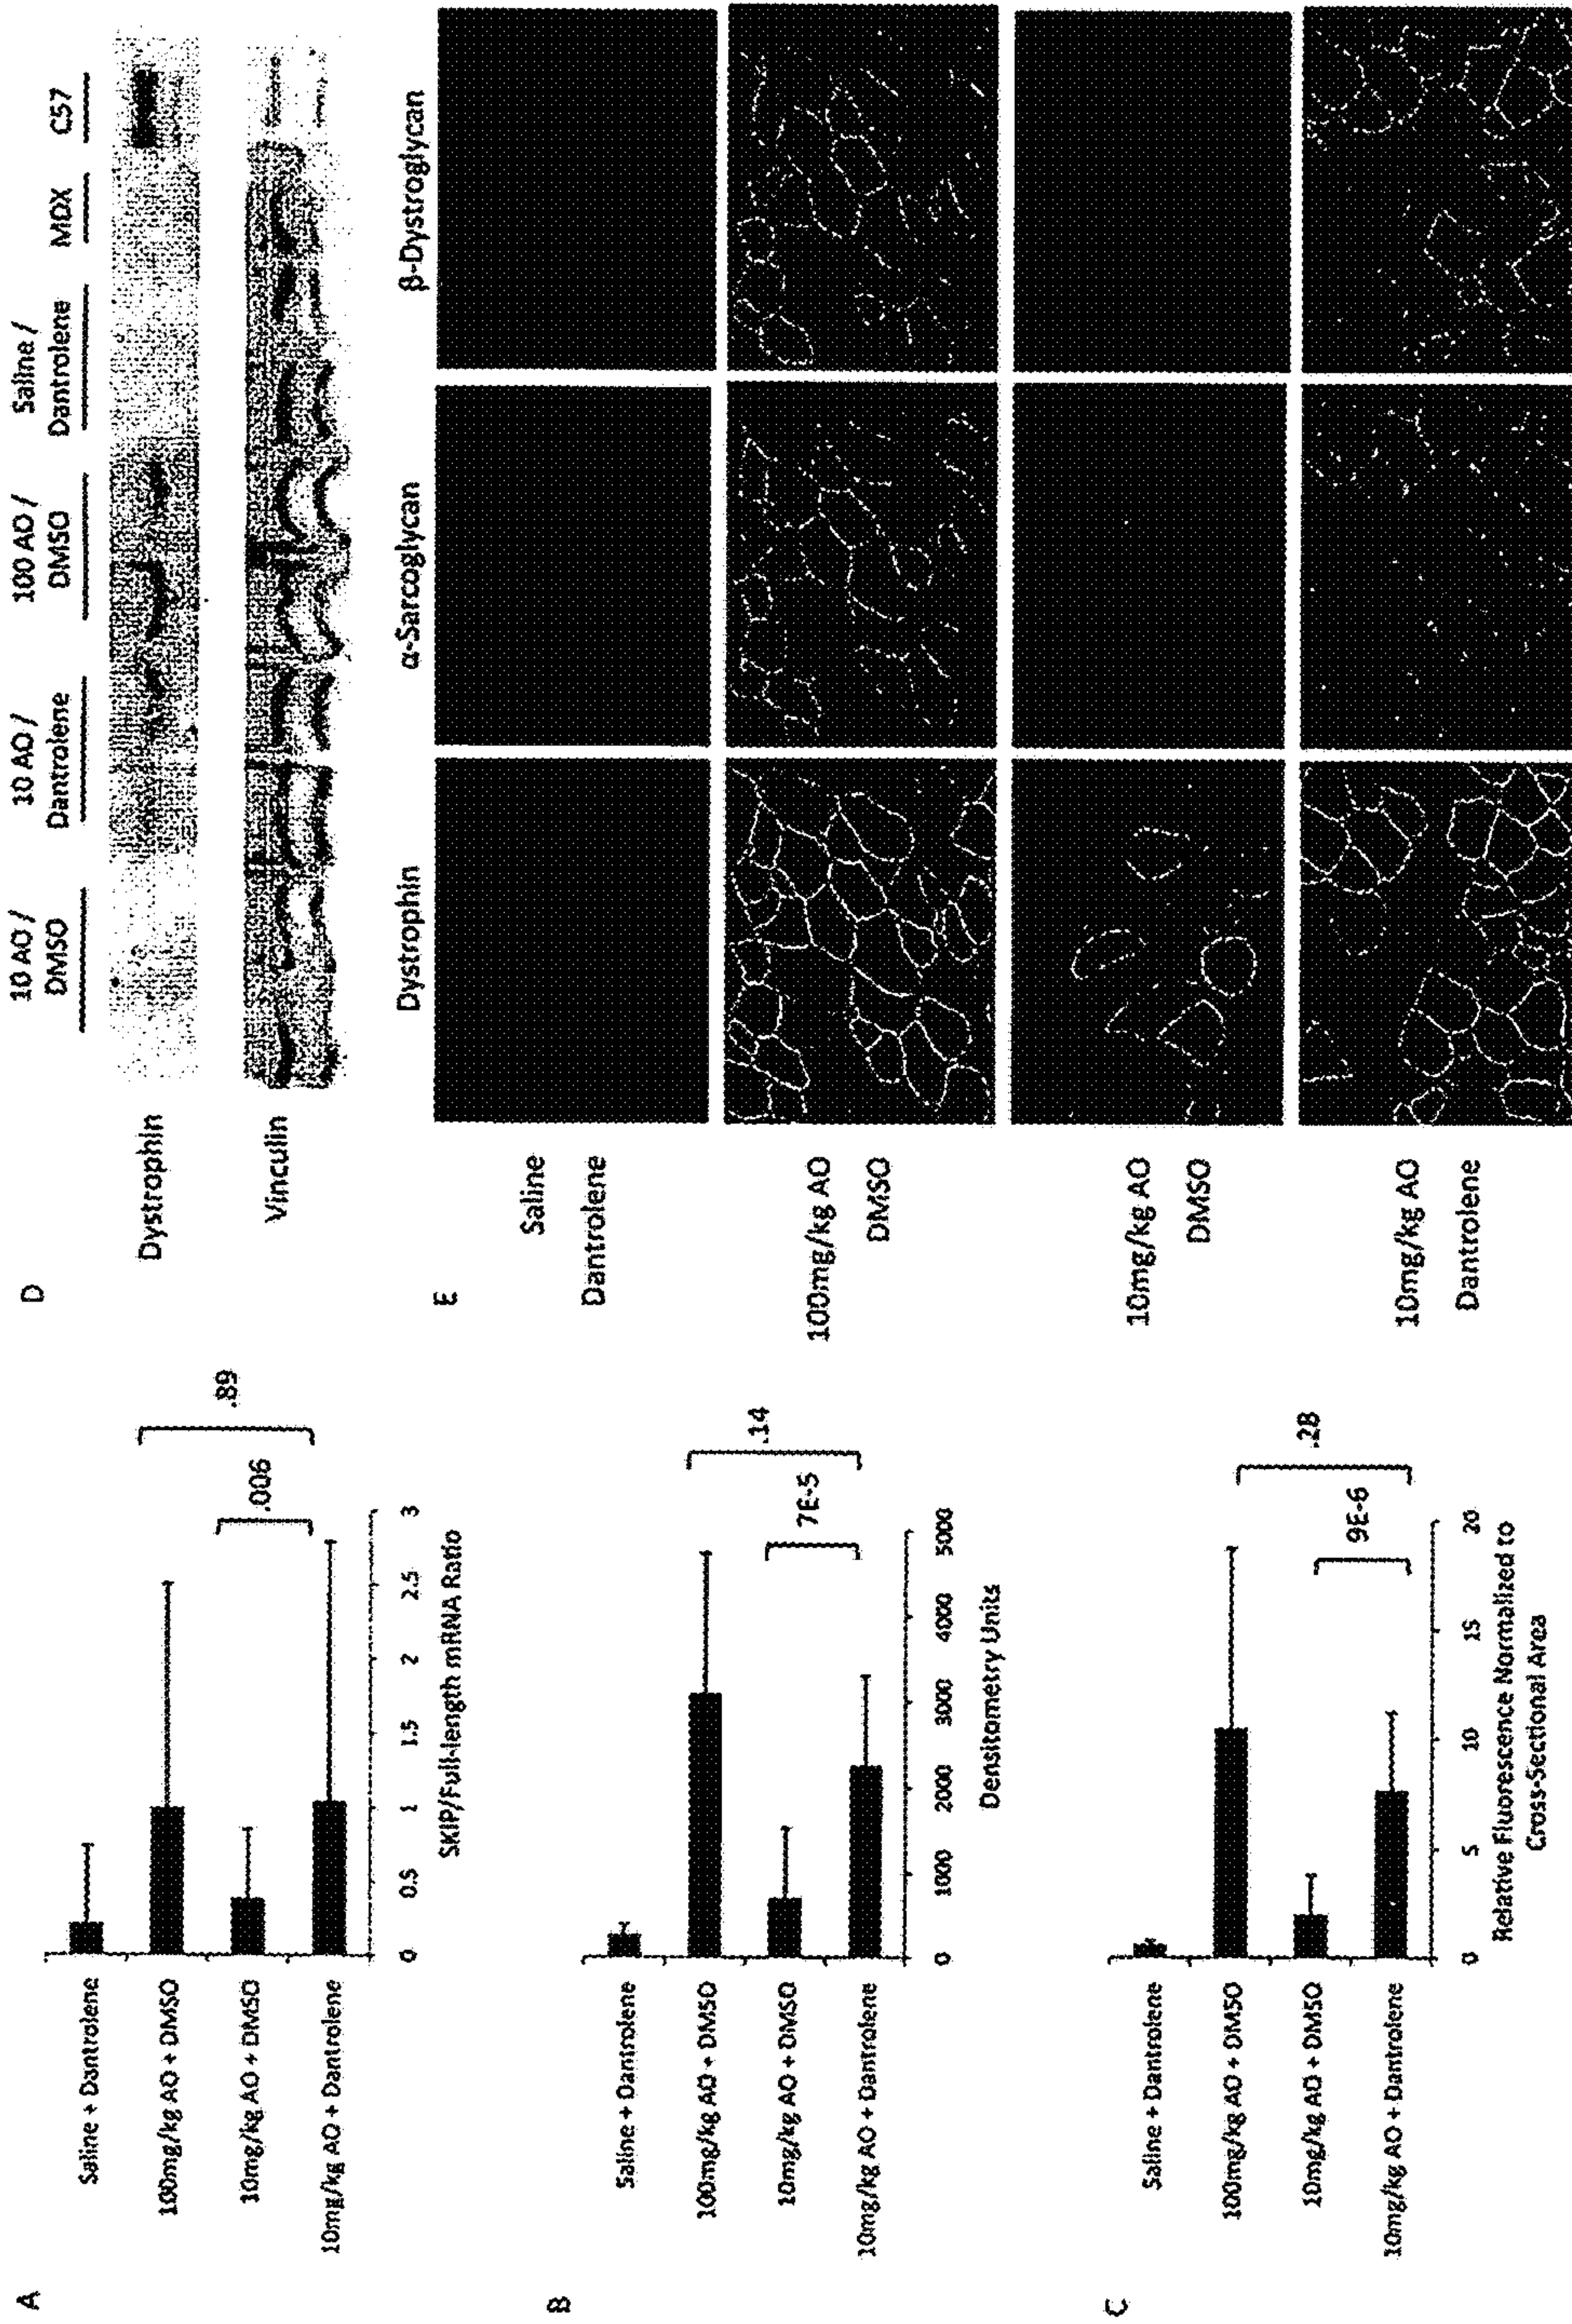 A
Saline + Dantrolene
100mg/kg AO + DMSO
10mg/kg AO + DMSO
10mg/kg AO + Dantrolene
.006
.89
0 0.5 1 1.5 2 2.5 3
SKIP/Full-length mRNA Ratio
B
Saline + Dantrolene
100mg/kg AO + DMSO
10mg/kg AO + DMSO
10mg/kg AO + Dantrolene
7E-5
.14
0 1000 2000 3000 4000 5000
Densitometry Units
C
Saline + Dantrolene
100mg/kg AO + DMSO
10mg/kg AO + DMSO
10mg/kg AO + Dantrolene
9E-6
.28
0 5 10 15 20
Relative Fluorescence Normalized to
Cross-Sectional Area
D
10 AO / 10 AO / 100 AO / Saline /
DMSO Dantrolene DMSO Dantrolene MDX C57
Dystrophin
Vinculin
E
Dystrophin α-Sarcoglycan β-Dystroglycan
Saline
Dantrolene
100mg/kg AO
DMSO
10mg/kg AO
DMSO
10mg/kg AO
Dantrolene